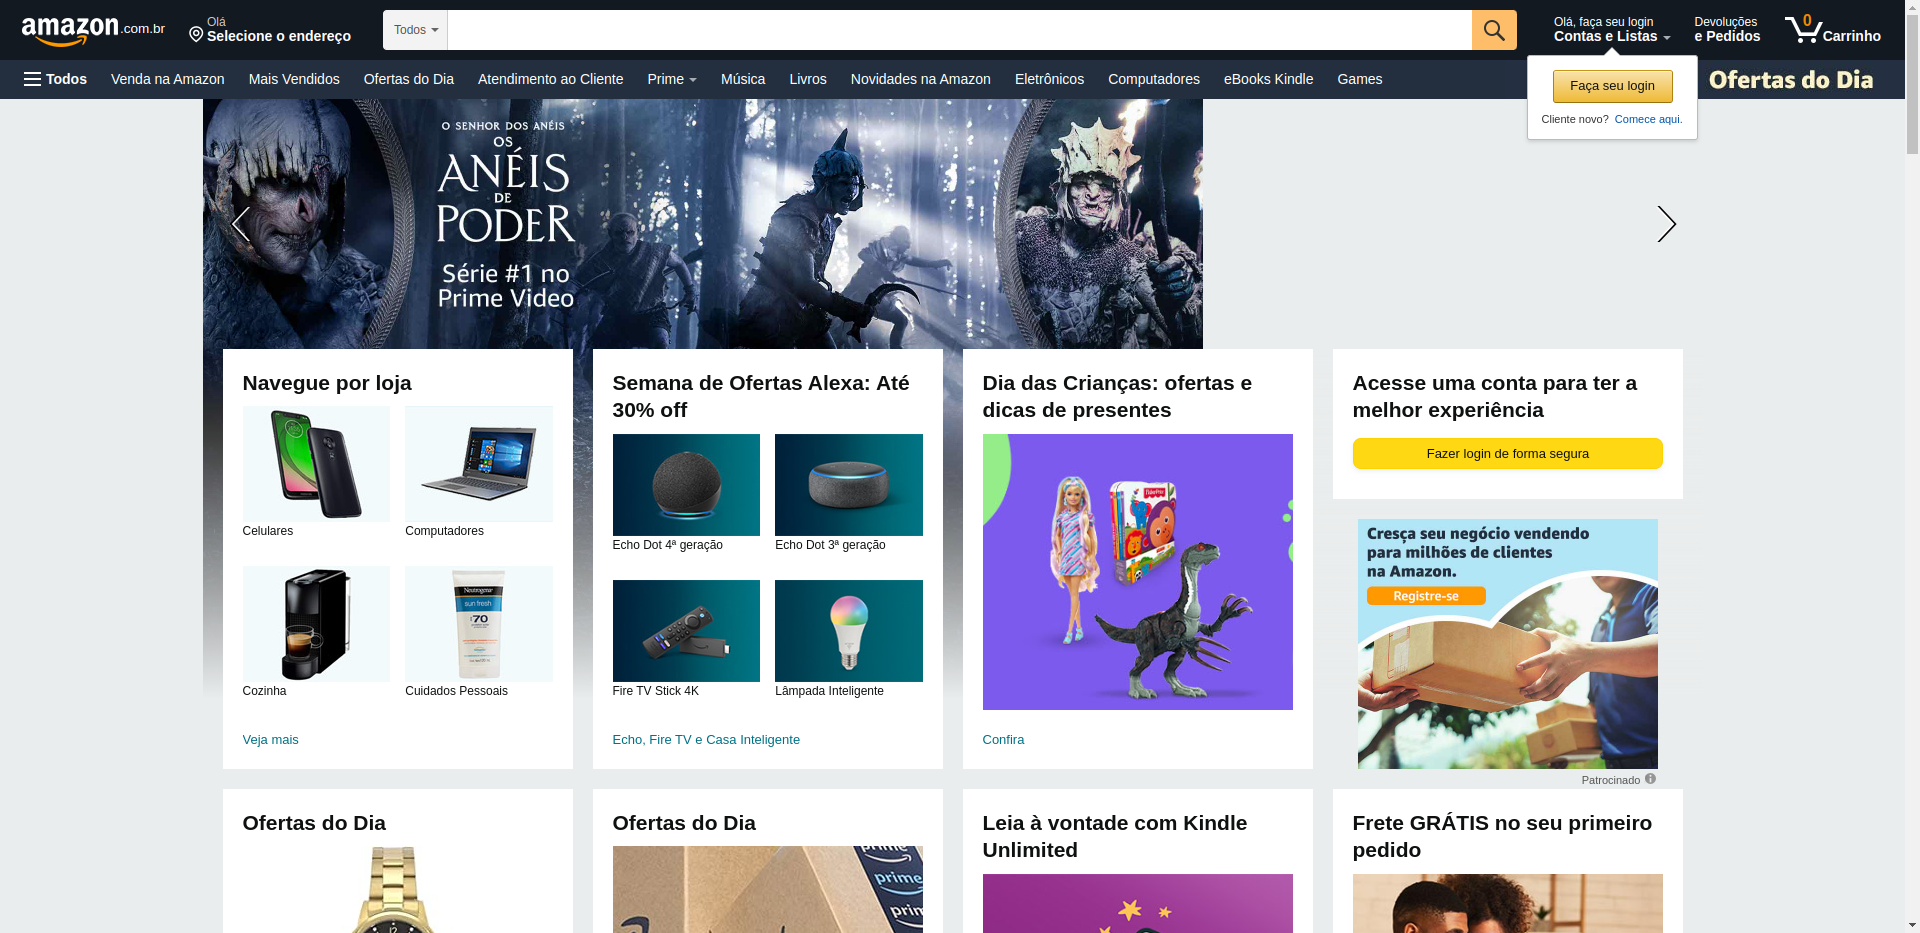 amazon.com.br
Olá
Selecione o endereço
Todos
Olá, faça seu login
Contas e Listas
Devoluções
e Pedidos
0
Carrinho
Todos
Venda na Amazon
Mais Vendidos
Ofertas do Dia
Atendimento ao Cliente
Prime
Música
Livros
Novidades na Amazon
Eletrônicos
Computadores
eBooks Kindle
Games
Ofertas do Dia
Faça seu login
Cliente novo? Comece aqui.
O SENHOR DOS ANÉIS
OS
ANÉIS
DE
PODER
Série #1 no
Prime Video
Navegue por loja
Celulares
Computadores
Cozinha
Neutrogena
sun fresh
70
Cuidados Pessoais
Veja mais
Semana de Ofertas Alexa: Até
30% off
Echo Dot 4ª geração
Echo Dot 3ª geração
Fire TV Stick 4K
Lâmpada Inteligente
Echo, Fire TV e Casa Inteligente
Dia das Crianças: ofertas e
dicas de presentes
Confira
Acesse uma conta para ter a
melhor experiência
Fazer login de forma segura
Cresça seu negócio vendendo
para milhões de clientes
na Amazon.
Registre-se
Patrocinado
Ofertas do Dia
Ofertas do Dia
prime
prime
Leia à vontade com Kindle
Unlimited
Frete GRÁTIS no seu primeiro
pedido